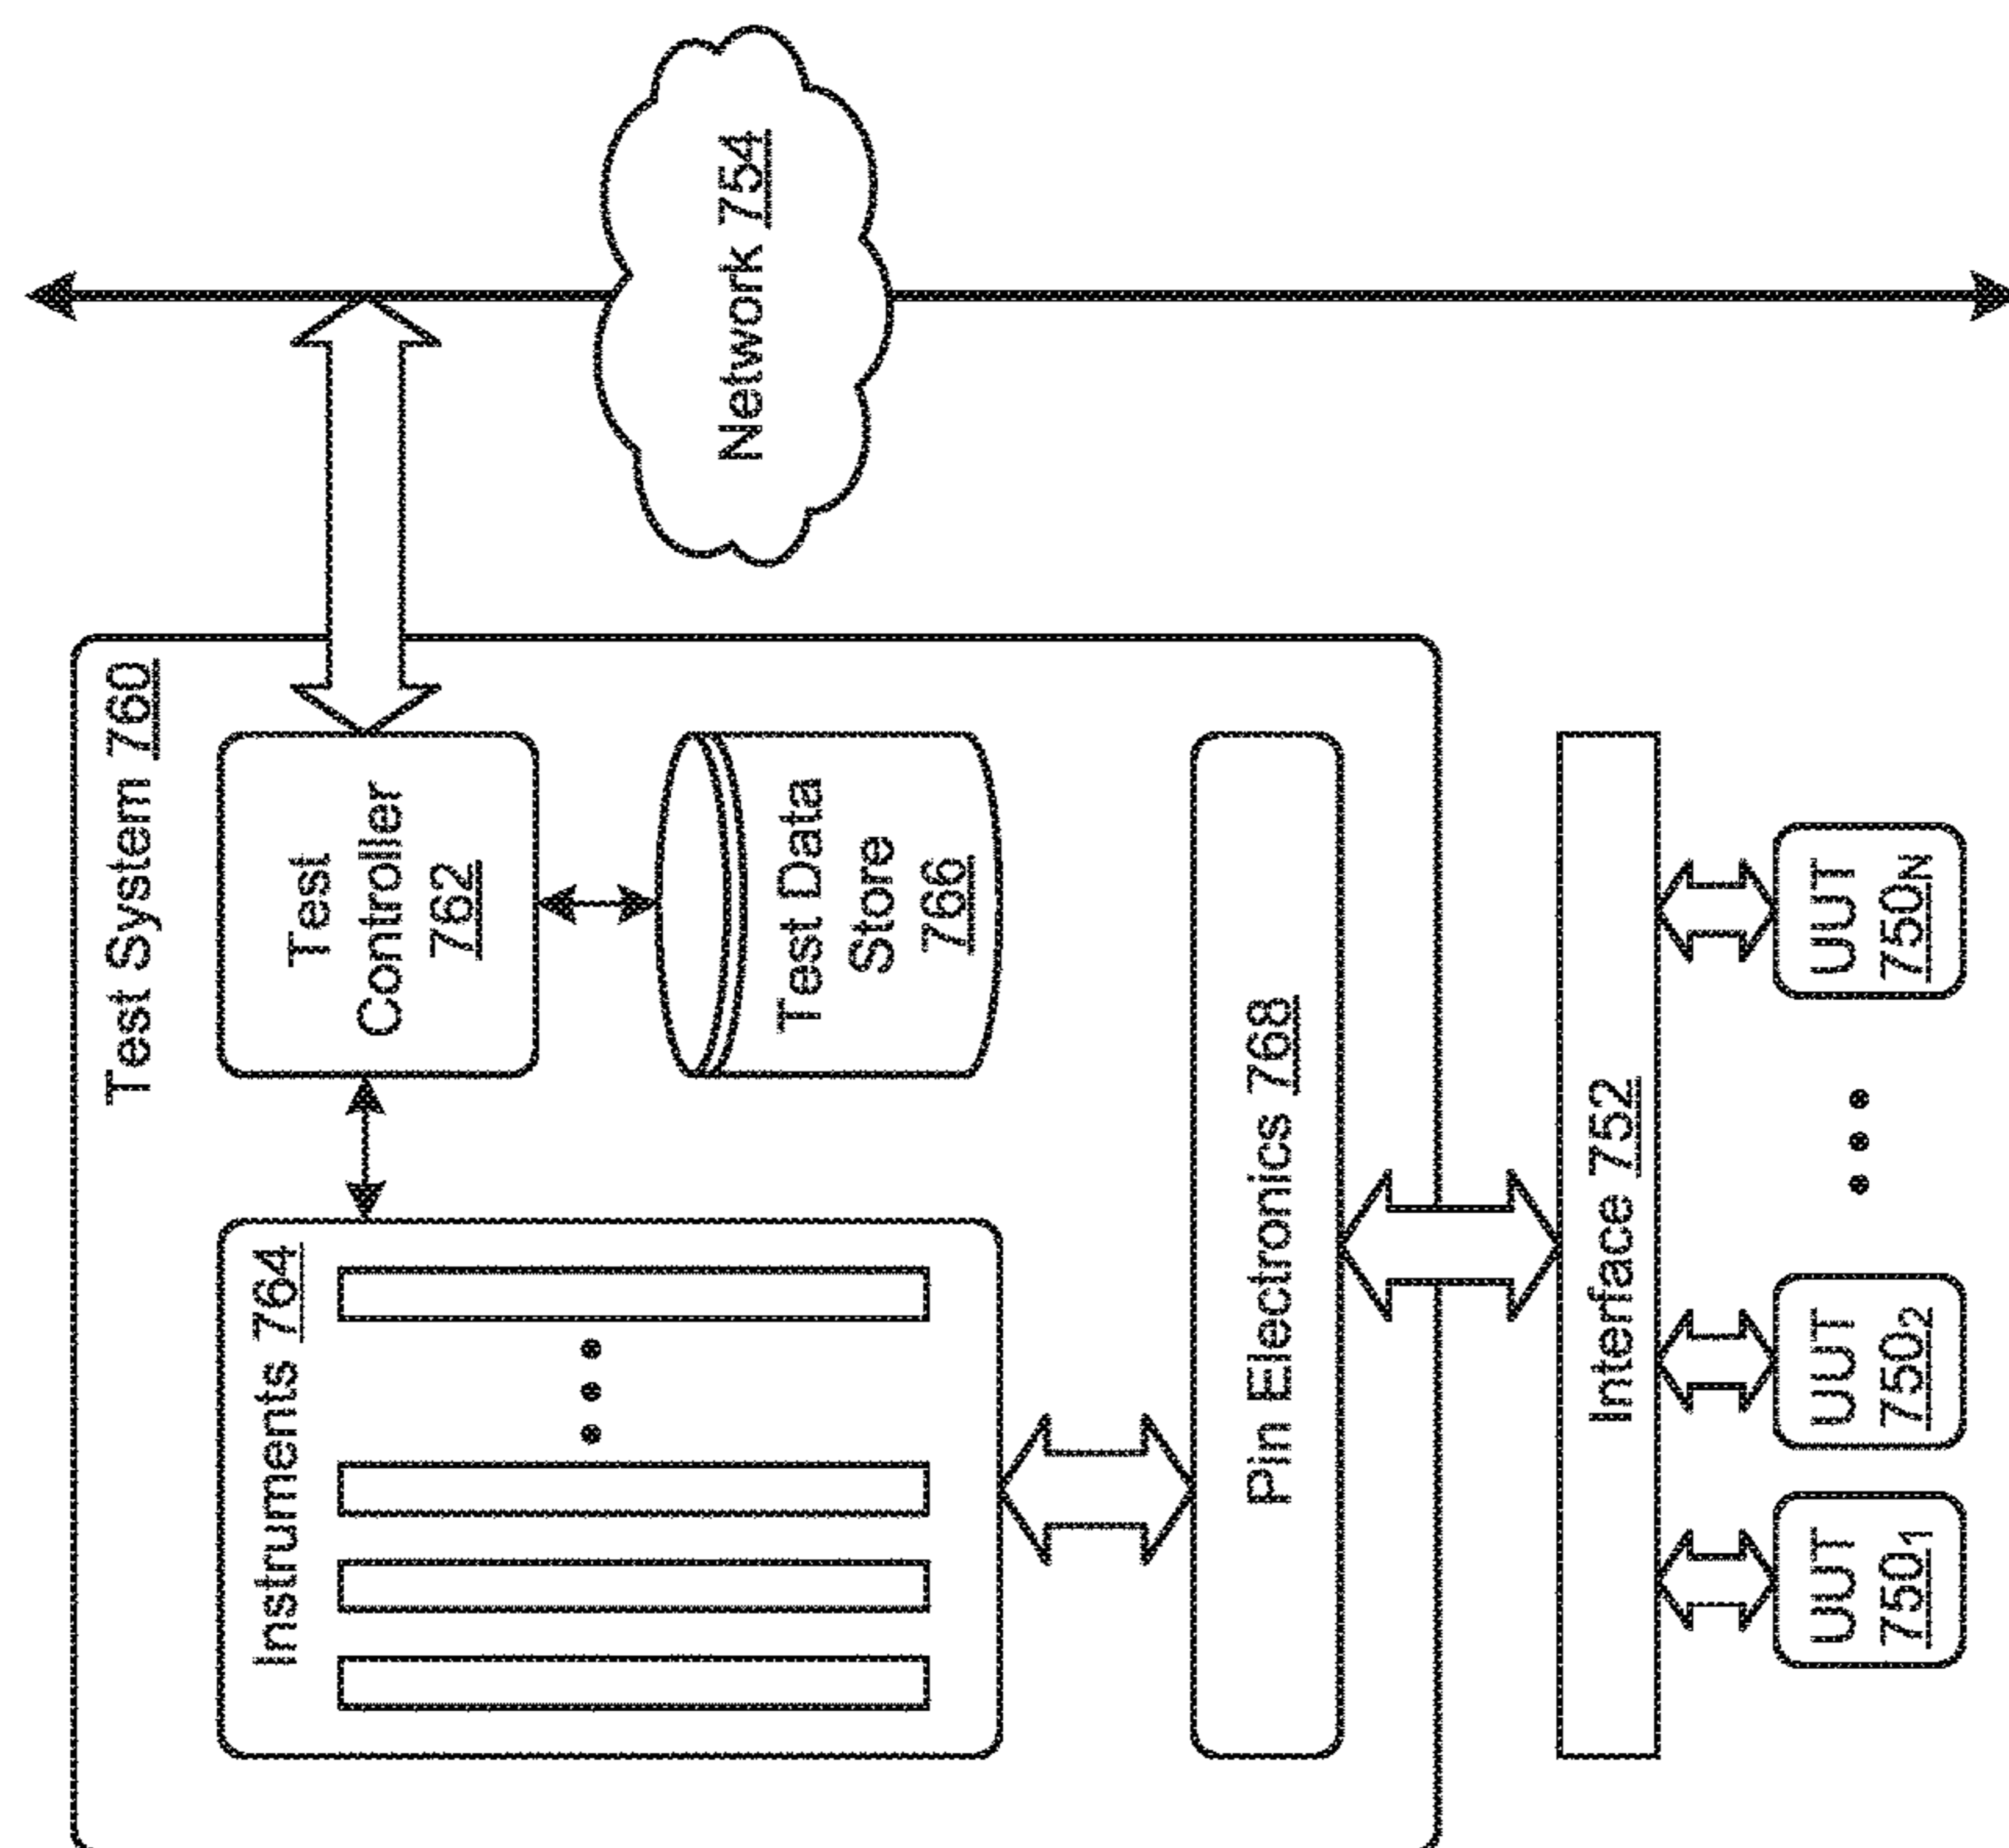 Test System 760
Test
Controller
762
Test Data
Store
766
Instruments 764
Pin Electronics 768
Interface 752
UUT
750₁
UUT
750₂
UUT
750N
Network 754